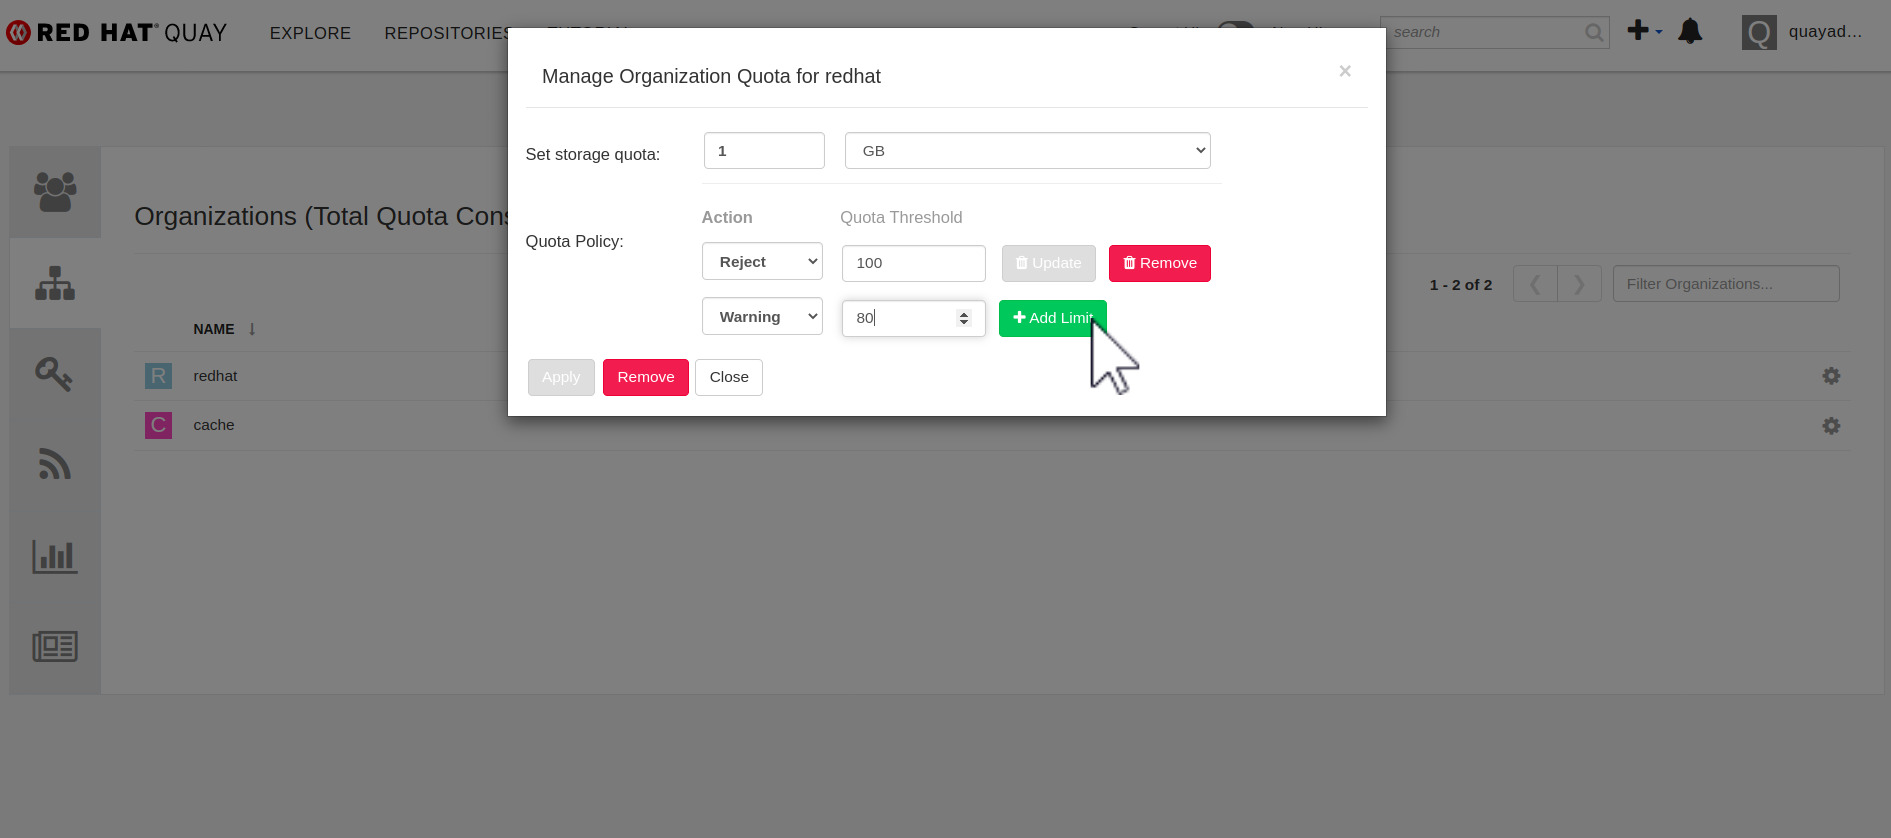 RED HAT QUAY
EXPLORE
REPOSITORIES
search
quayad...
Manage Organization Quota for redhat
×
Set storage quota:
1
GB
Organizations (Total Quota
Action
Quota Threshold
Quota Policy:
Reject
100
Update
Remove
1 - 2 of 2
Filter Organizations...
Warning
80
Add Limit
NAME
Apply
Remove
Close
R
redhat
C
cache
Q